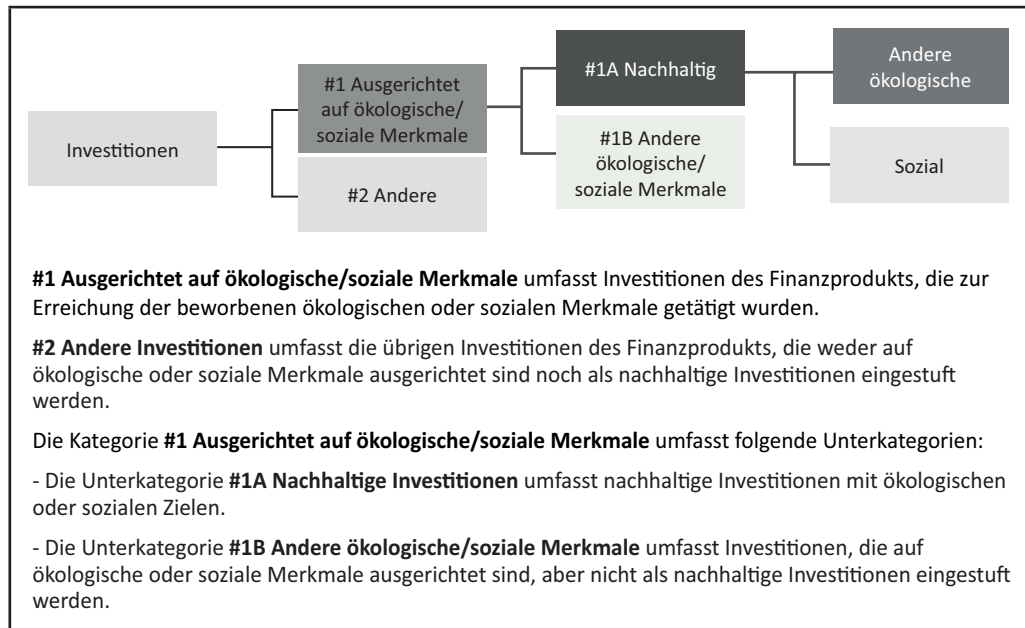 Investitionen
#1 Ausgerichtet
auf ökologische/
soziale Merkmale
#2 Andere
#1A Nachhaltig
#1B Andere
ökologische/
soziale Merkmale
Andere
ökologische
Sozial
#1 Ausgerichtet auf ökologische/soziale Merkmale umfasst Investitionen des Finanzprodukts, die zur
Erreichung der beworbenen ökologischen oder sozialen Merkmale getätigt wurden.
#2 Andere Investitionen umfasst die übrigen Investitionen des Finanzprodukts, die weder auf
ökologische oder soziale Merkmale ausgerichtet sind noch als nachhaltige Investitionen eingestuft
werden.
Die Kategorie #1 Ausgerichtet auf ökologische/soziale Merkmale umfasst folgende Unterkategorien:
- Die Unterkategorie #1A Nachhaltige Investitionen umfasst nachhaltige Investitionen mit ökologischen
oder sozialen Zielen.
- Die Unterkategorie #1B Andere ökologische/soziale Merkmale umfasst Investitionen, die auf
ökologische oder soziale Merkmale ausgerichtet sind, aber nicht als nachhaltige Investitionen eingestuft
werden.